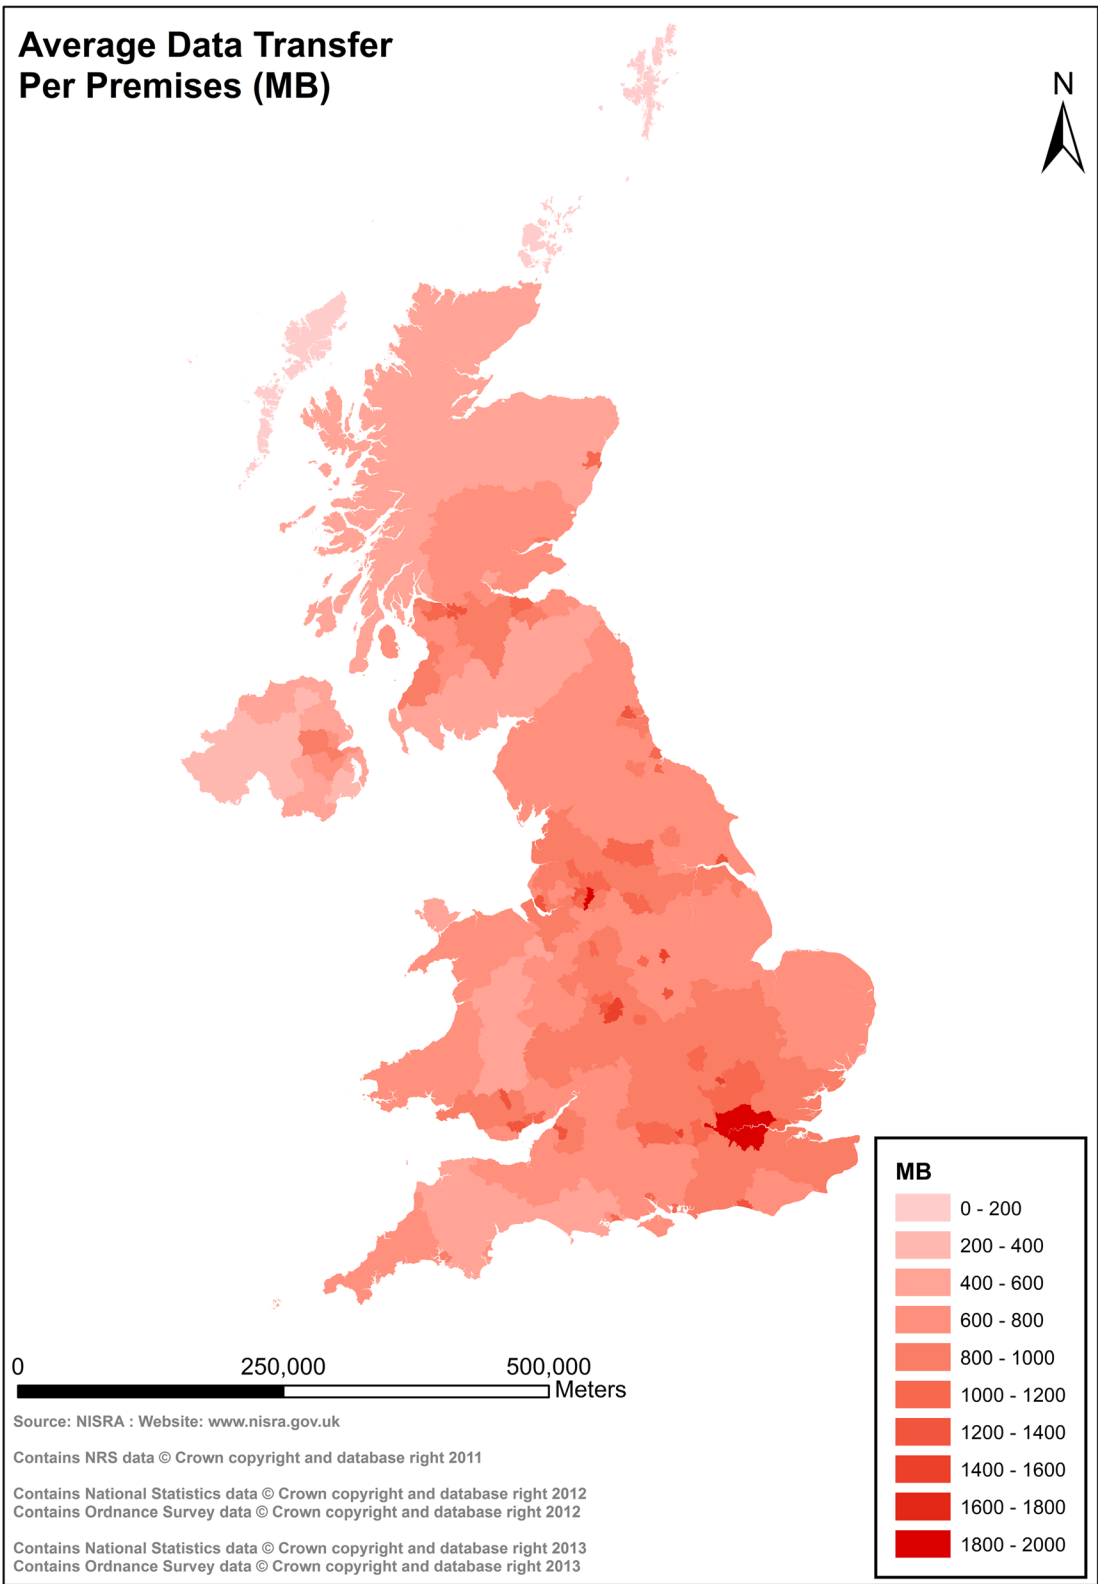 Average Data Transfer
Per Premises (MB)
N
MB
0 - 200
200 - 400
400 - 600
600 - 800
800 - 1000
1000 - 1200
1200 - 1400
1400 - 1600
1600 - 1800
1800 - 2000
0 250,000 500,000
Meters
Source: NISRA : Website: www.nisra.gov.uk
Contains NRS data © Crown copyright and database right 2011
Contains National Statistics data © Crown copyright and database right 2012
Contains Ordnance Survey data © Crown copyright and database right 2012
Contains National Statistics data © Crown copyright and database right 2013
Contains Ordnance Survey data © Crown copyright and database right 2013